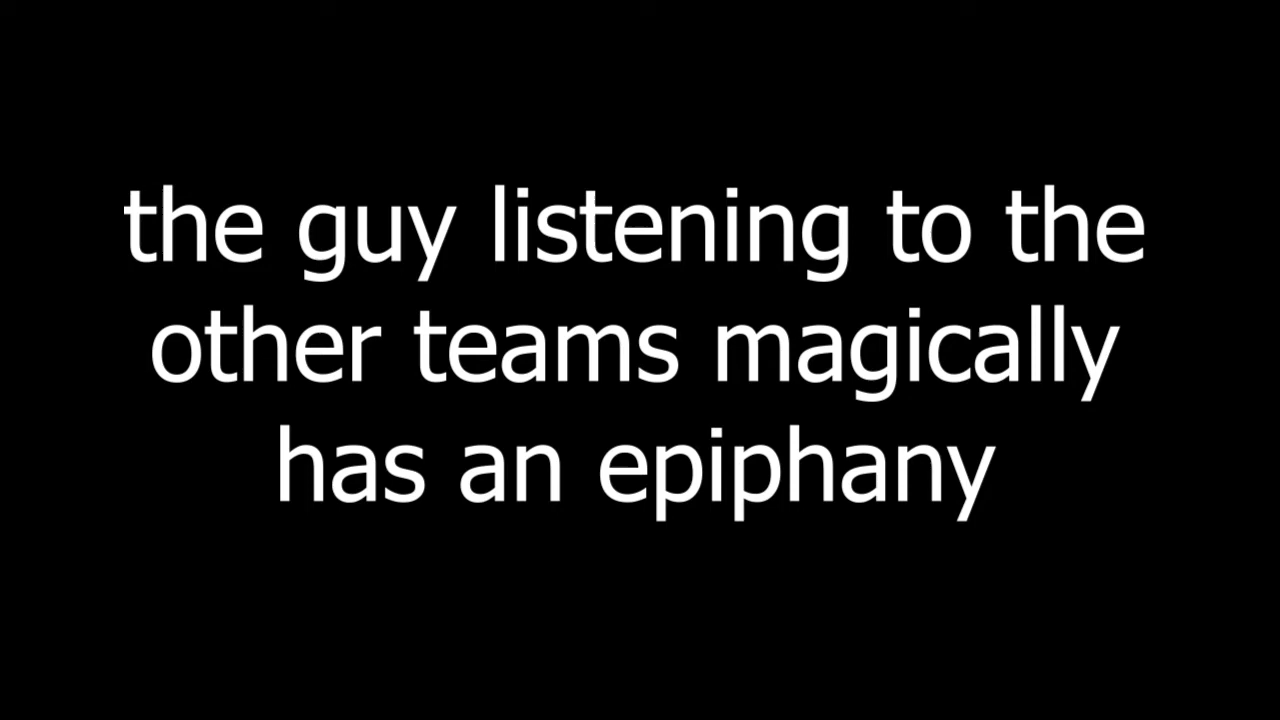 the guy listening to the
other teams magically
has an epiphany